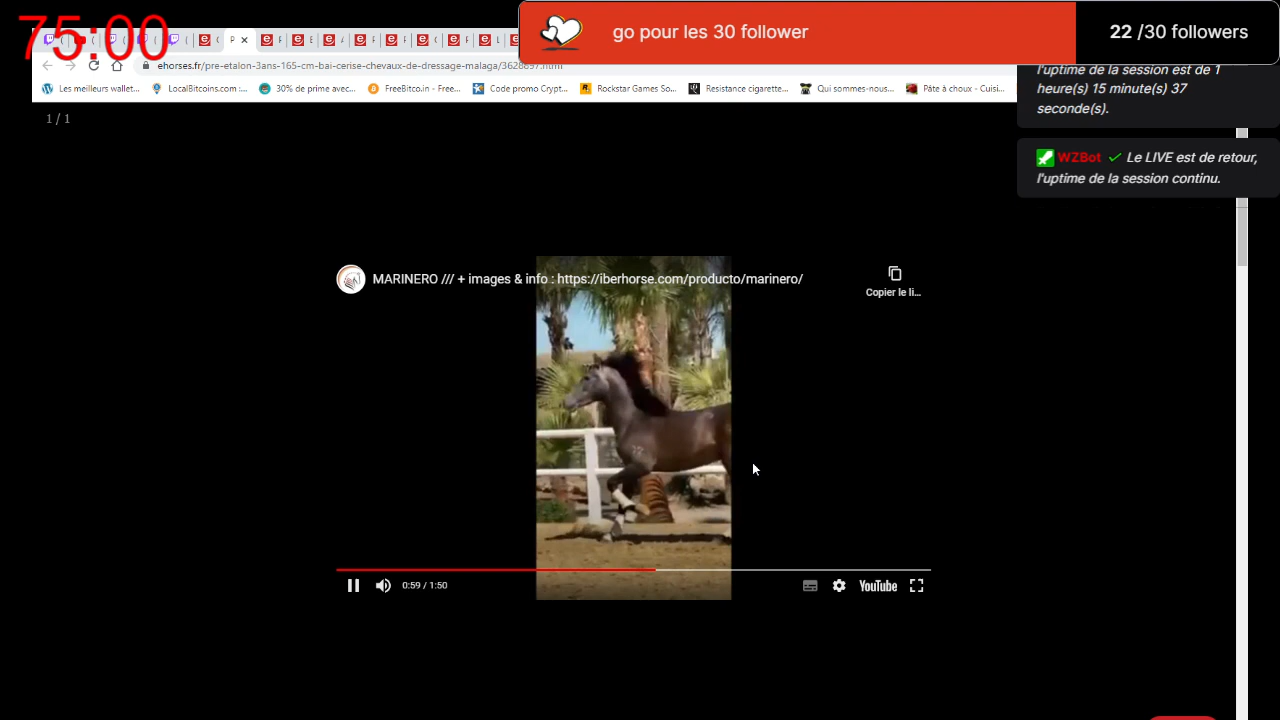 75:00
go pour les 30 follower
22 /30 followers
ehorses.fr/pre-etalon-3ans-165-cm-bai-cerise-chevaux-de-dressage-malaga/3628697.html
Les meilleurs wallet...
LocalBitcoins.com :...
30% de prime avec...
FreeBitco.in - Free...
Code promo Crypt...
Rockstar Games So...
Resistance cigarette...
Qui sommes-nous...
Pâte à choux - Cuisi...
l'uptime de la session est de 1
heure(s) 15 minute(s) 37
seconde(s).
WZBot Le LIVE est de retour,
l'uptime de la session continu.
1 / 1
MARINERO /// + images & info : https://iberhorse.com/producto/marinero/
Copier le li...
0:59 / 1:50
YouTube